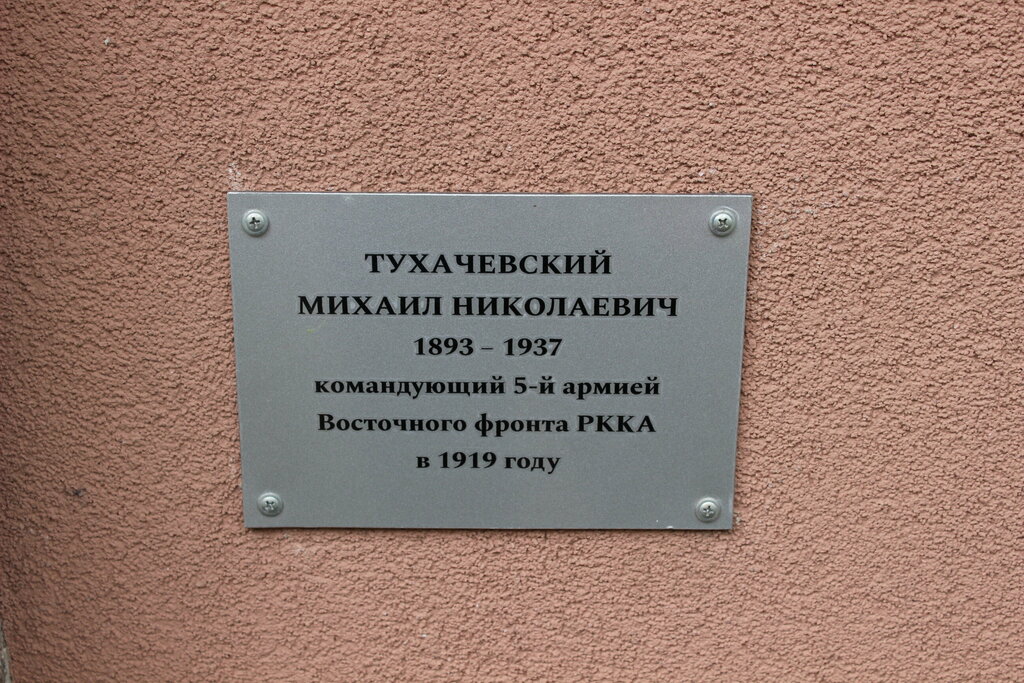 ТУХАЧЕВСКИЙ
МИХАИЛ НИКОЛАЕВИЧ
1893 – 1937
командующий 5-й армией
Восточного фронта РККА
в 1919 году